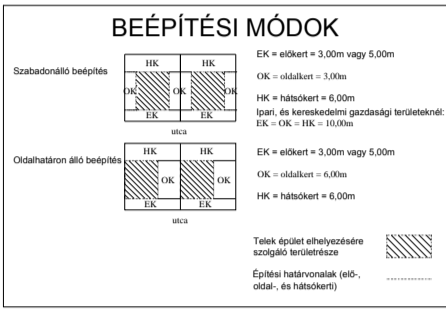 BEÉPÍTÉSI MÓDOK
Szabadonálló beépítés
HK HK
OK OK OK
EK EK
utca
EK = előkert = 3,00m vagy 5,00m
OK = oldalkert = 3,00m
HK = hátsókert = 6,00m
Ipari, és kereskedelmi gazdasági területeknél:
EK = OK = HK = 10,00m
Oldalhatáron álló beépítés
HK HK
OK OK
EK EK
utca
EK = előkert = 3,00m vagy 5,00m
OK = oldalkert = 6,00m
HK = hátsókert = 6,00m
Telek épület elhelyezésére
szolgáló területrésze
Építési határvonalak (elő-,
oldal-, és hátsókerti)